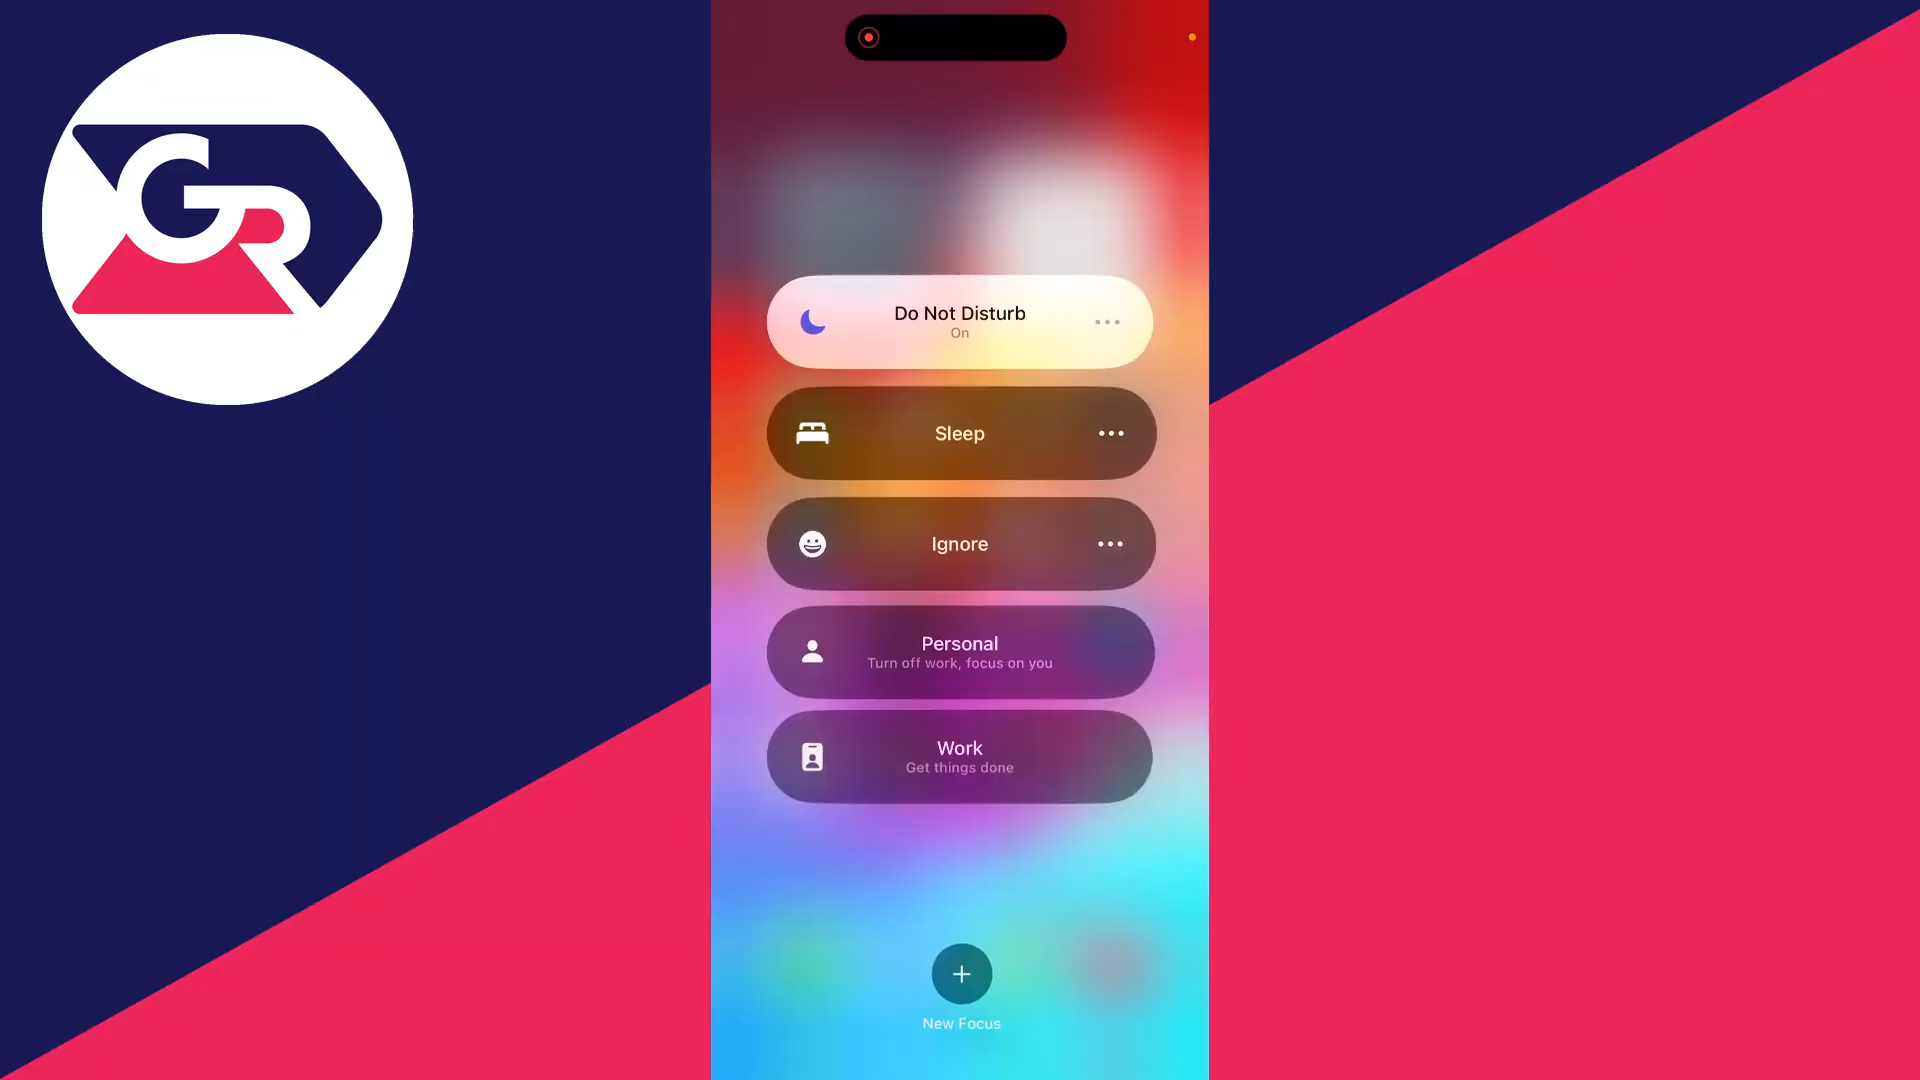 GR
Do Not Disturb
On
Sleep
Ignore
Personal
Turn off work, focus on you
Work
Get things done
New Focus